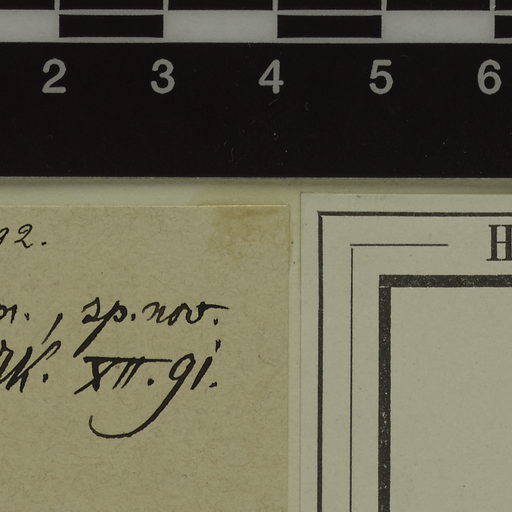 2 3 4 5 6
92.
n., sp. nov.
K. XII. 91.
H